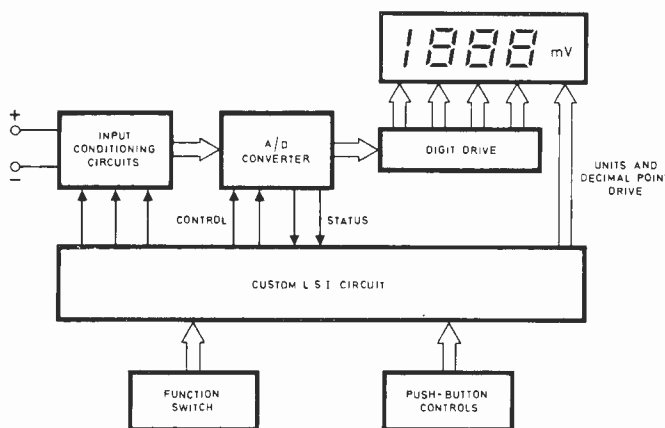 1888 mV
+
INPUT
CONDITIONING
CIRCUITS
A/D
CONVERTER
DIGIT DRIVE
−
UNITS AND
DECIMAL POINT
DRIVE
CONTROL
STATUS
CUSTOM L S I CIRCUIT
FUNCTION
SWITCH
PUSH-BUTTON
CONTROLS